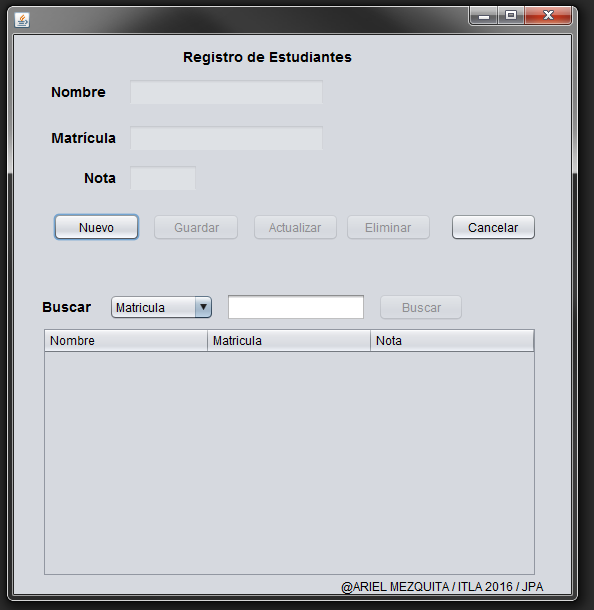 Registro de Estudiantes
Nombre
Matrícula
Nota
Nuevo Guardar Actualizar Eliminar Cancelar
Buscar Matricula Buscar
Nombre Matricula Nota
@ARIEL MEZQUITA / ITLA 2016 / JPA